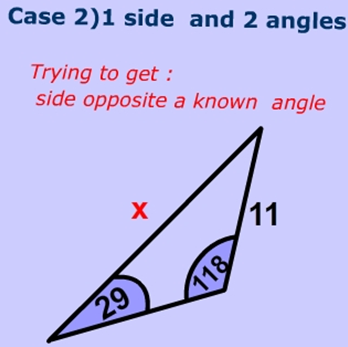 Case 2)1 side and 2 angles
Trying to get :
side opposite a known angle
x
11
29
118